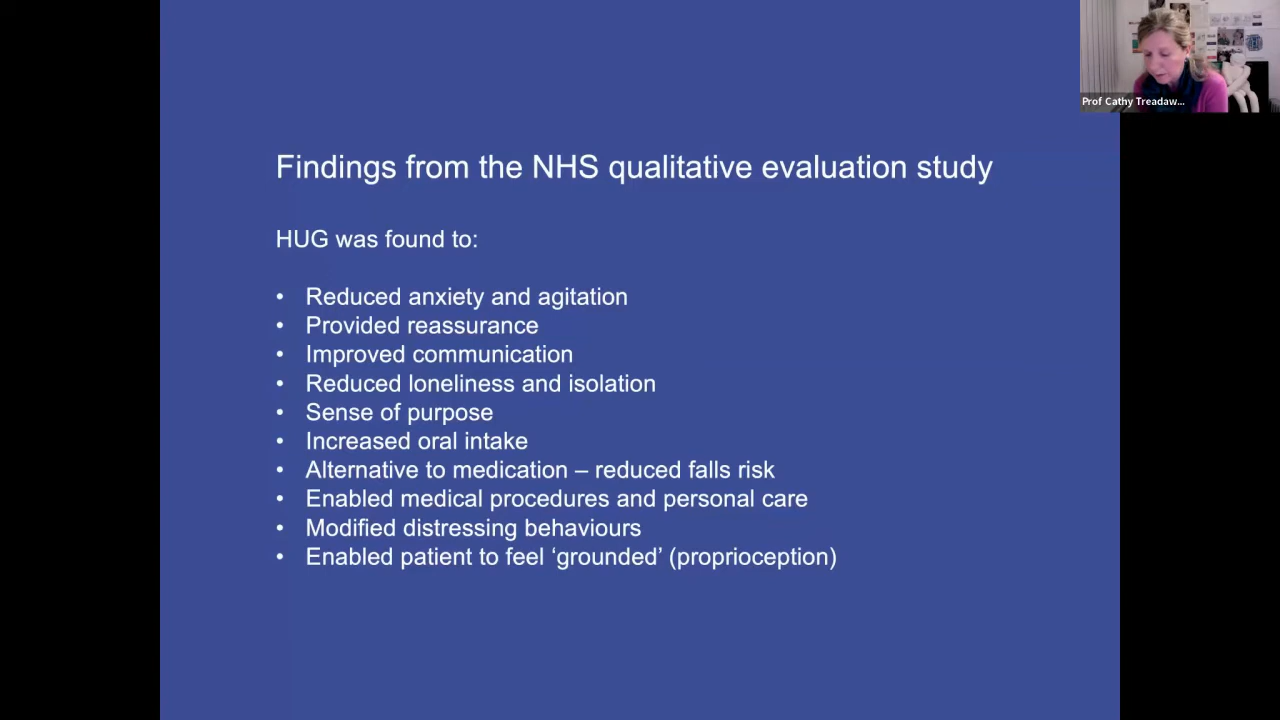 Findings from the NHS qualitative evaluation study
HUG was found to:
• Reduced anxiety and agitation
• Provided reassurance
• Improved communication
• Reduced loneliness and isolation
• Sense of purpose
• Increased oral intake
• Alternative to medication – reduced falls risk
• Enabled medical procedures and personal care
• Modified distressing behaviours
• Enabled patient to feel ‘grounded’ (proprioception)
Prof Cathy Treadaw...